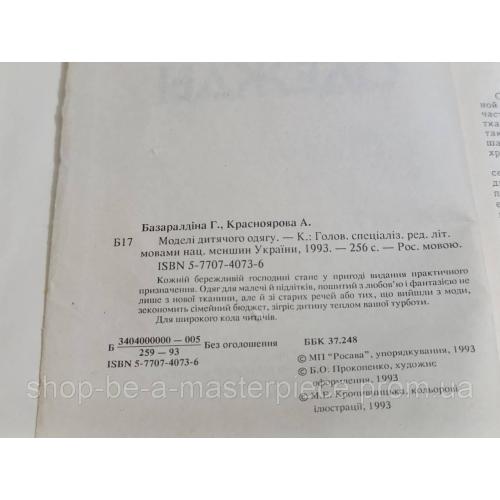 Базаралдіна Г., Красноярова А.
Б17 Моделі дитячого одягу. — К.: Голов. спеціаліз. ред. літ.
мовами нац. меншин України, 1993. — 256 с. — Рос. мовою.
ISBN 5-7707-4073-6
Кожній бережливій господині стане у пригоді видання практичного
призначення. Одяг для малечі й підлітків, пошитий з любов'ю і фантазією не
лише з нової тканини, але й зі старих речей або тих, що вийшли з моди,
зекономить сімейний бюджет, зігріє дитину теплом вашої турботи.
Для широкого кола читачів.
Б 3404000000 — 005
259 — 93 Без оголошення
ББК 37.248
ISBN 5-7707-4073-6
© МП "Росава", упорядкування, 1993
© Б.О. Прокопенко, художнє
оформлення, 1993
© М.Е. Кропивницька, кольорові
ілюстрації, 1993
shop-be-a-masterpiece.prom.ua